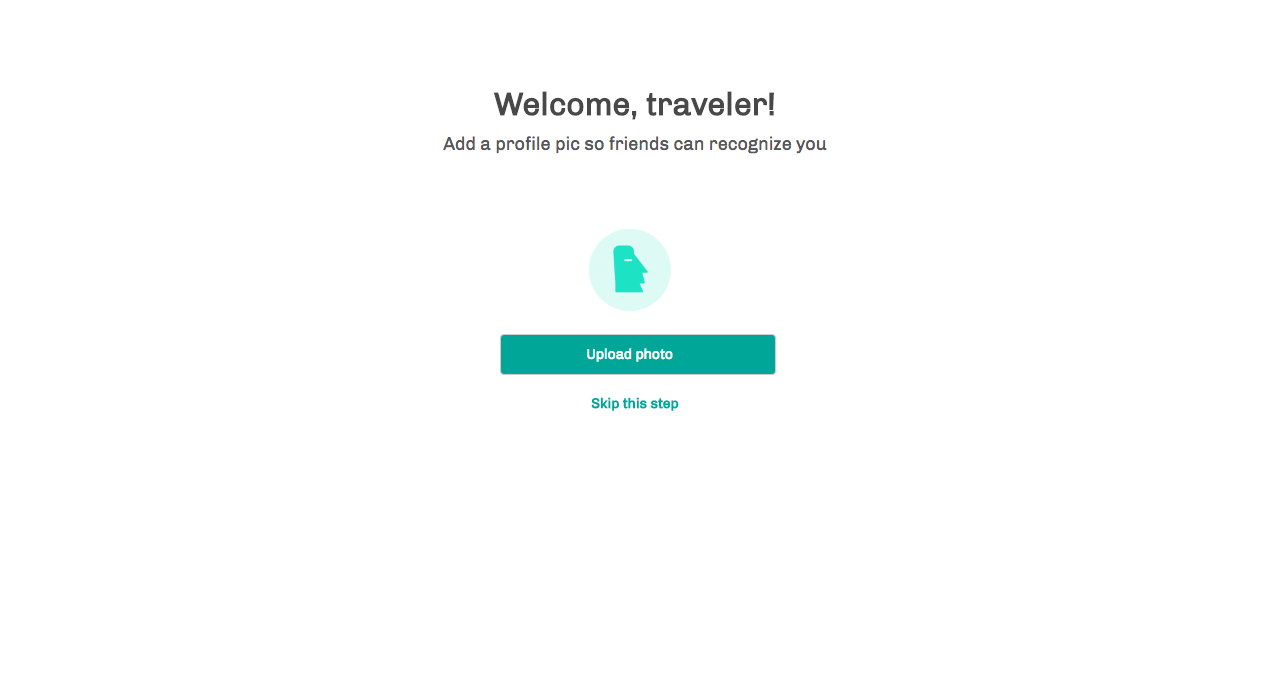 Welcome, traveler!
Add a profile pic so friends can recognize you
Upload photo
Skip this step